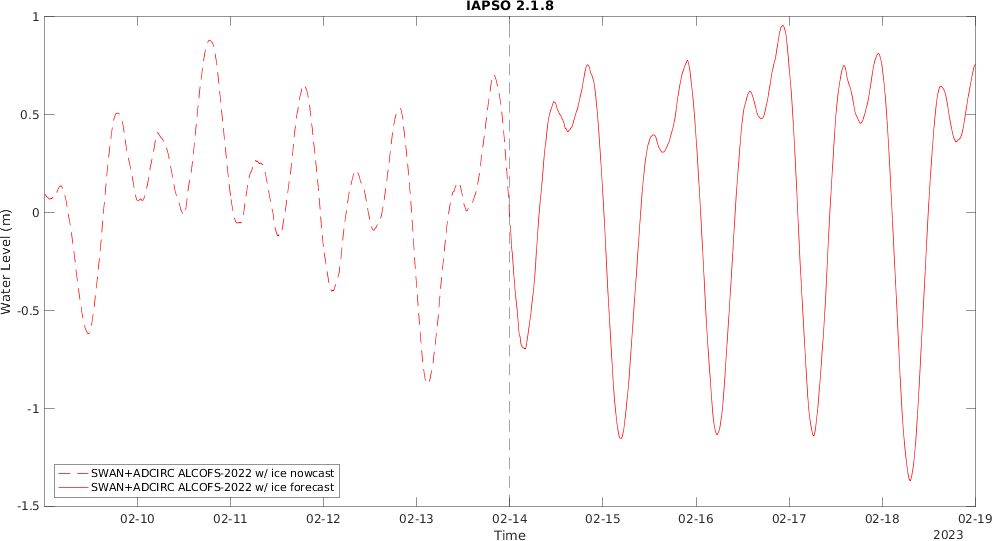 IAPSO 2.1.8
Water Level (m)
1
0.5
0
-0.5
-1
-1.5
SWAN+ADCIRC ALCOFS-2022 w/ ice nowcast
SWAN+ADCIRC ALCOFS-2022 w/ ice forecast
02-10 02-11 02-12 02-13 02-14 02-15 02-16 02-17 02-18 02-19
Time
2023